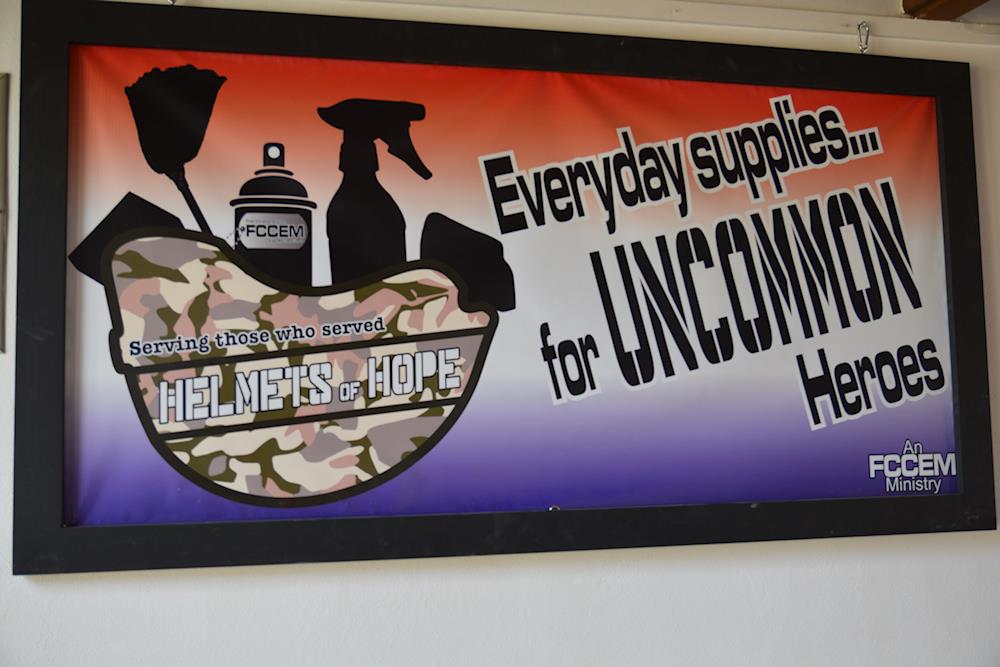 FCCEM
Serving those who served
HELMETS OF HOPE
Everyday supplies...
for UNCOMMON
Heroes
An
FCCEM
Ministry